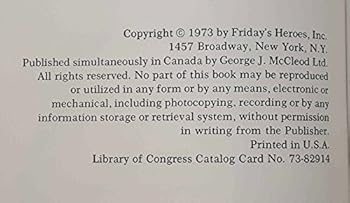 Copyright © 1973 by Friday's Heroes, Inc.
1457 Broadway, New York, N.Y.
Published simultaneously in Canada by George J. McCleod Ltd.
All rights reserved. No part of this book may be reproduced
or utilized in any form or by any means, electronic or
mechanical, including photocopying, recording or by any
information storage or retrieval system, without permission
in writing from the Publisher.
Printed in U.S.A.
Library of Congress Catalog Card No. 73-82914